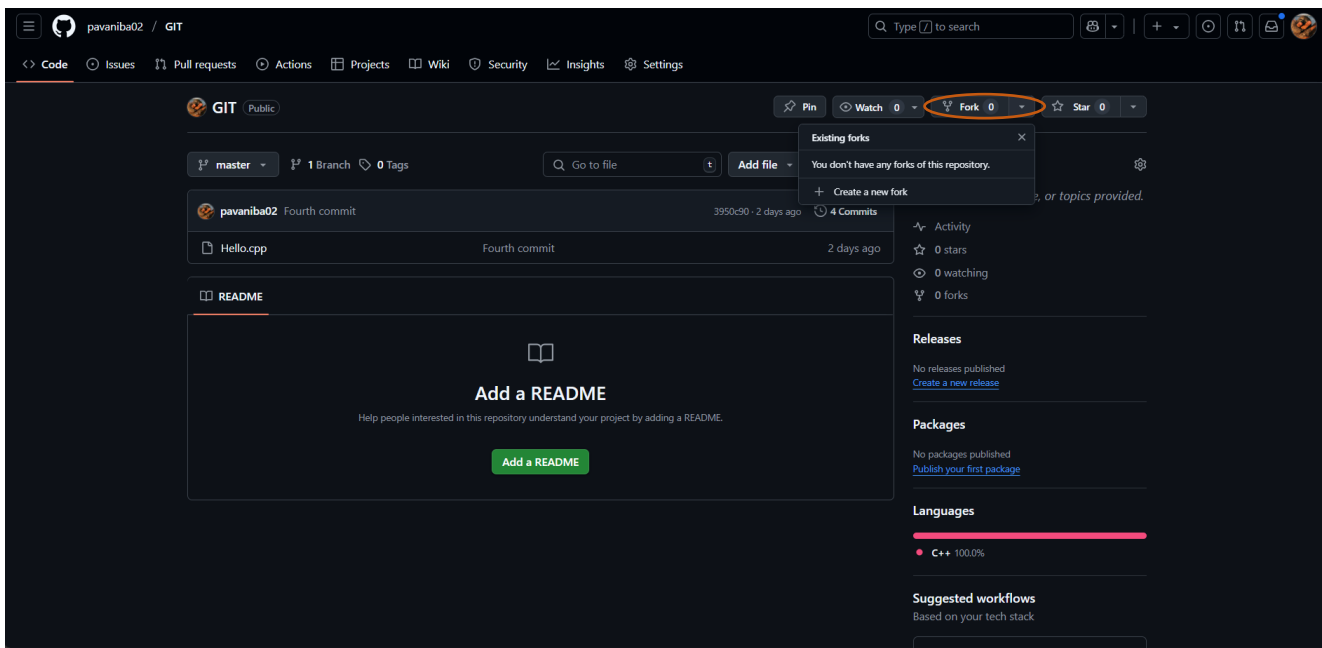 pavaniba02 / GIT
Type / to search
Code Issues Pull requests Actions Projects Wiki Security Insights Settings
GIT Public
Pin Watch 0 Fork 0 Star 0
Existing forks
You don't have any forks of this repository.
+ Create a new fork
master 1 Branch 0 Tags Go to file t Add file
e, or topics provided.
pavaniba02 Fourth commit 3950c90 · 2 days ago 4 Commits
Hello.cpp Fourth commit 2 days ago
README
Add a README
Help people interested in this repository understand your project by adding a README.
Add a README
Activity
0 stars
0 watching
0 forks
Releases
No releases published
Create a new release
Packages
No packages published
Publish your first package
Languages
C++ 100.0%
Suggested workflows
Based on your tech stack